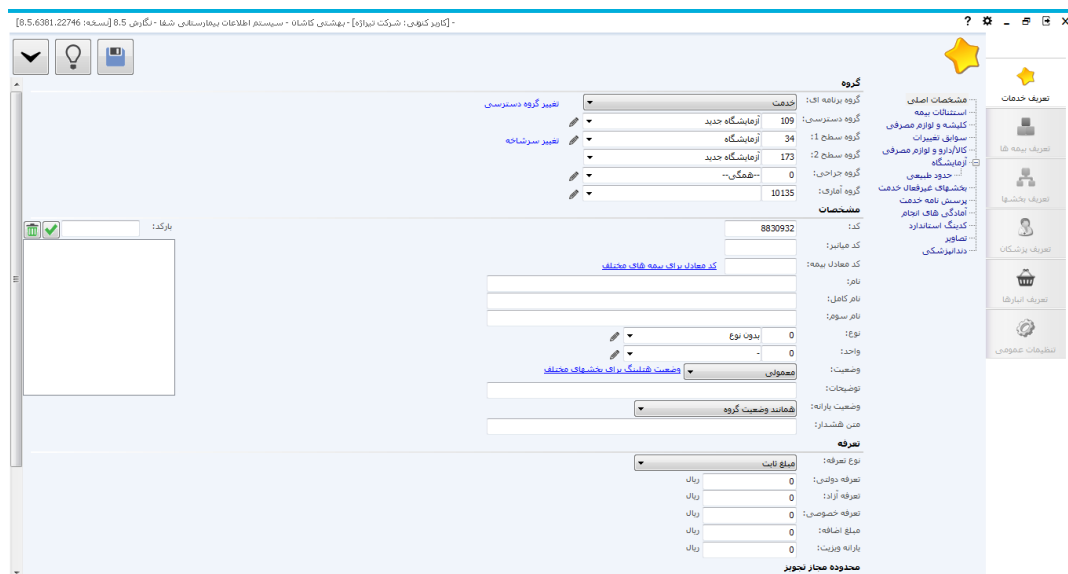 - [کاربر کنونی: شرکت تیراژه] - بهشتی کاشان - سیستم اطلاعات بیمارستانی شفا - نگارش 8.5 [نسخه: 8.5.6381.22746]
تعریف خدمات
تعریف بیمه ها
تعریف بخشها
تعریف پزشکان
تعریف انبارها
تنظیمات عمومی
مشخصات اصلی
استثنائات بیمه
کلیشه و لوازم مصرفی
سوابق تغییرات
کالا/دارو و لوازم مصرفی
آزمایشگاه
حدود طبیعی
بخشهای غیرفعال خدمت
پرسش نامه خدمت
آمادگی های انجام
کدینگ استاندارد
تصاویر
دندانپزشکی
گروه
گروه برنامه ای: خدمت تغییر گروه دسترسی
گروه دسترسی: 109 آزمایشگاه جدید
گروه سطح 1: 34 آزمایشگاه تغییر سرشاخه
گروه سطح 2: 173 آزمایشگاه جدید
گروه جراحی: 0 --همگی--
گروه آماری: 10135
مشخصات
کد: 8830932 بارکد:
کد میانبر:
کد معادل بیمه: کد معادل برای بیمه های مختلف
نام:
نام کامل:
نام سوم:
نوع: 0 بدون نوع
واحد: 0 -
وضعیت: معمولی وضعیت هتلینگ برای بخشهای مختلف
توضیحات:
وضعیت یارانه: همانند وضعیت گروه
متن هشدار:
تعرفه
نوع تعرفه: مبلغ ثابت
تعرفه دولتی: 0 ریال
تعرفه آزاد: 0 ریال
تعرفه خصوصی: 0 ریال
مبلغ اضافه: 0 ریال
یارانه ویزیت: 0 ریال
محدوده مجاز تجویز